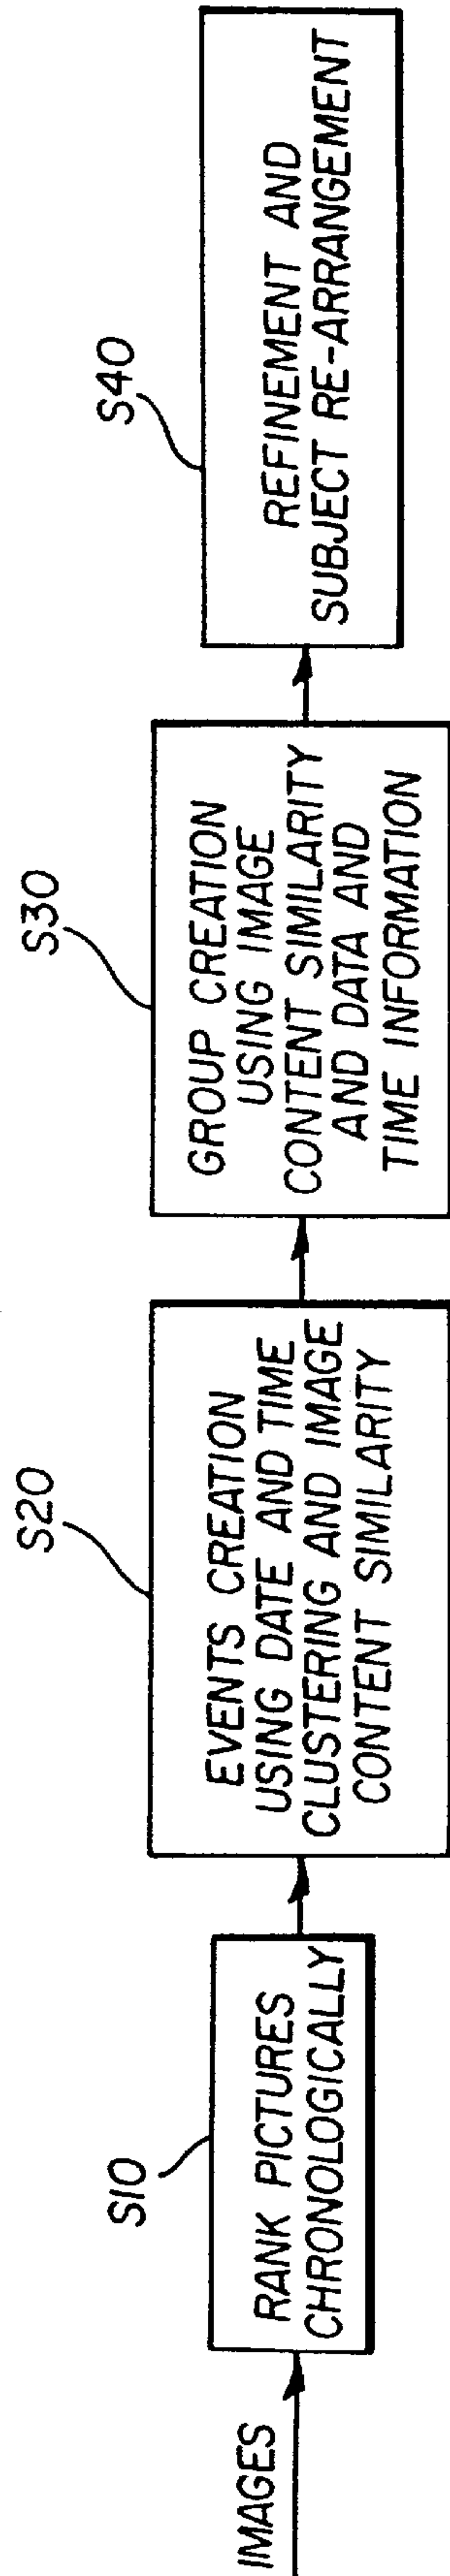 IMAGES
S10
RANK PICTURES
CHRONOLOGICALLY
S20
EVENTS CREATION
USING DATE AND TIME
CLUSTERING AND IMAGE
CONTENT SIMILARITY
S30
GROUP CREATION
USING IMAGE
CONTENT SIMILARITY
AND DATA AND
TIME INFORMATION
S40
REFINEMENT AND
SUBJECT RE-ARRANGEMENT